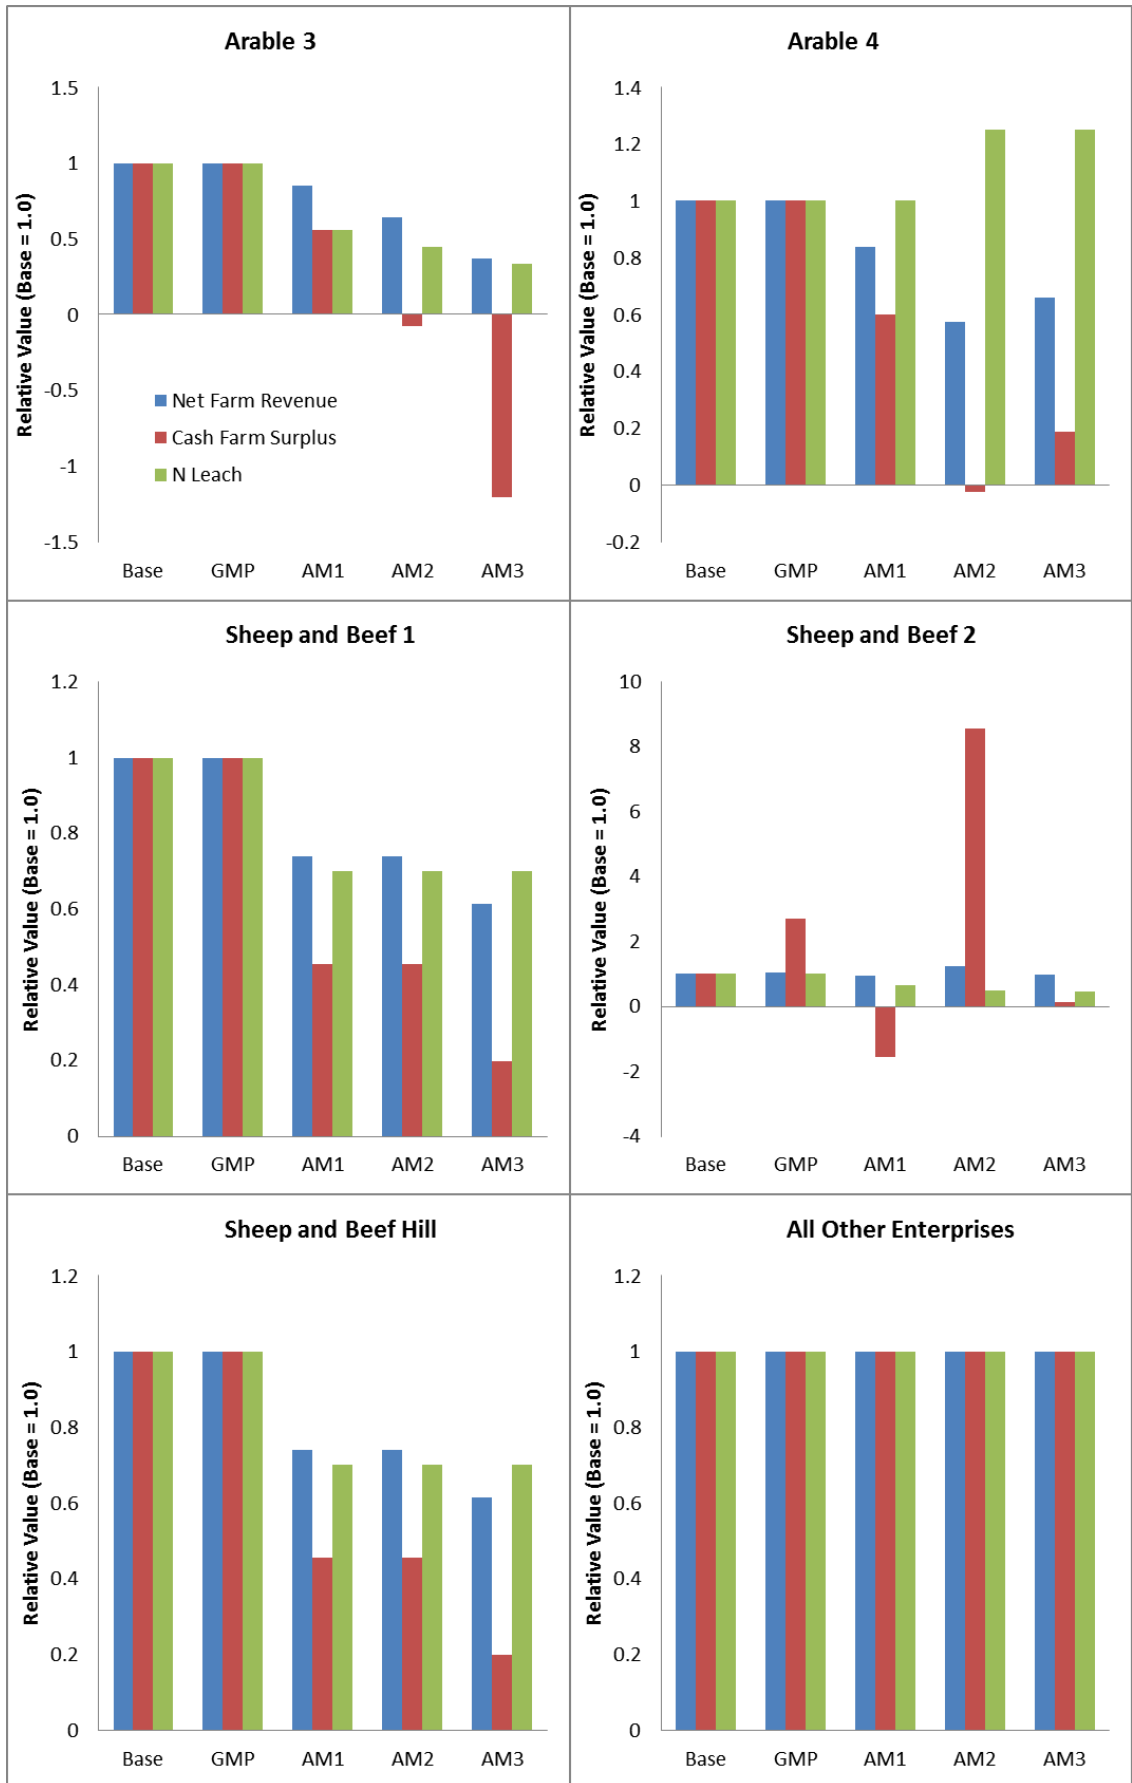 Arable 3
Relative Value (Base = 1.0)
1.5
1
0.5
0
-0.5
-1
-1.5
Net Farm Revenue
Cash Farm Surplus
N Leach
Base GMP AM1 AM2 AM3
Arable 4
Relative Value (Base = 1.0)
1.4
1.2
1
0.8
0.6
0.4
0.2
0
-0.2
Base GMP AM1 AM2 AM3
Sheep and Beef 1
Relative Value (Base = 1.0)
1.2
1
0.8
0.6
0.4
0.2
0
Base GMP AM1 AM2 AM3
Sheep and Beef 2
Relative Value (Base = 1.0)
10
8
6
4
2
0
-2
-4
Base GMP AM1 AM2 AM3
Sheep and Beef Hill
Relative Value (Base = 1.0)
1.2
1
0.8
0.6
0.4
0.2
0
Base GMP AM1 AM2 AM3
All Other Enterprises
Relative Value (Base = 1.0)
1.2
1
0.8
0.6
0.4
0.2
0
Base GMP AM1 AM2 AM3